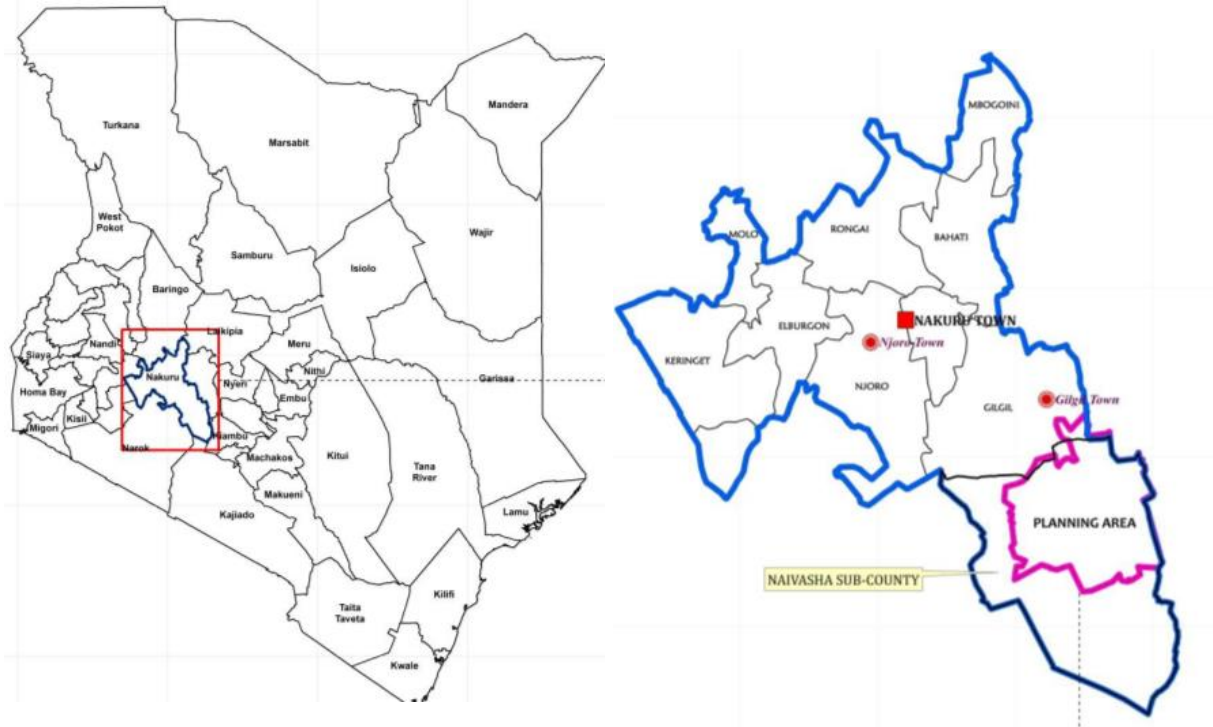 Mandera
Turkana
Marsabit
West
Pokot
Wajir
Samburu
Isiolo
Baringo
Laikipia
Nandi
Meru
Siaya
Nithi
Nakuru
Nyeri
Garissa
Homa Bay
Embu
Kisii
Migori
Kiambu
Narok
Machakos
Kitui
Tana
River
Makueni
Kajiado
Lamu
Kilifi
Taita
Taveta
Kwale
MBOGOINI
MOLO
RONGAI
BAHATI
NAKURU TOWN
ELBURGON
Njoro Town
KERINGET
NJORO
GILGIL
Gilgil Town
PLANNING AREA
NAIVASHA SUB-COUNTY